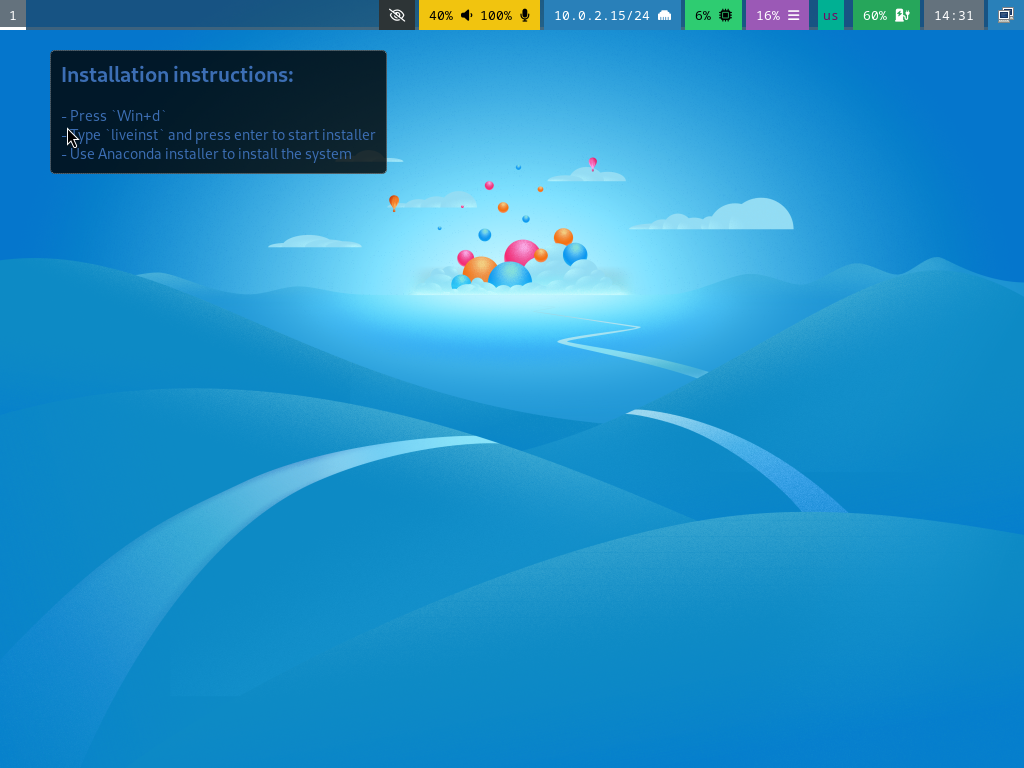 1 40% 100% 10.0.2.15/24 6% 16% us 60% 14:31
Installation instructions:
- Press `Win+d`
- Type `liveinst` and press enter to start installer
- Use Anaconda installer to install the system